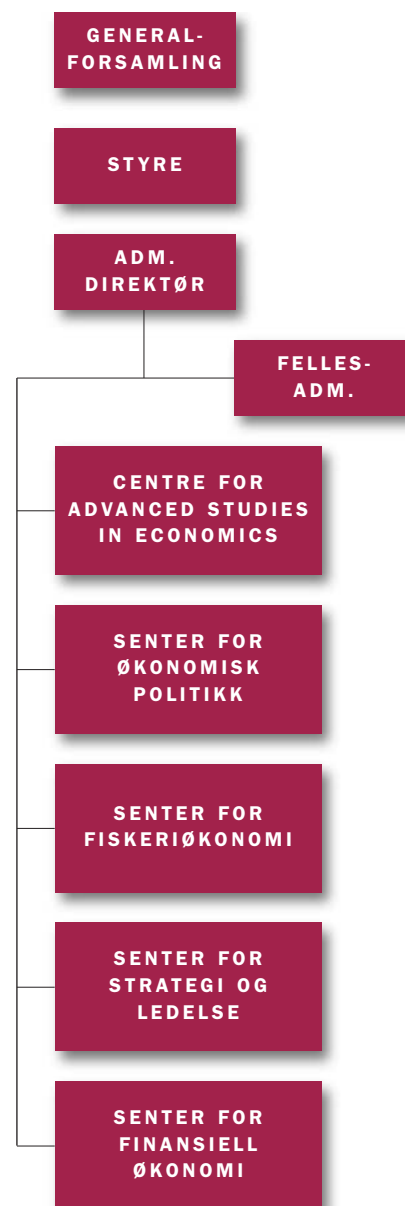 GENERAL-
FORSAMLING
STYRE
ADM.
DIREKTØR
FELLES-
ADM.
CENTRE FOR
ADVANCED STUDIES
IN ECONOMICS
SENTER FOR
ØKONOMISK
POLITIKK
SENTER FOR
FISKERIØKONOMI
SENTER FOR
STRATEGI OG
LEDELSE
SENTER FOR
FINANSIELL
ØKONOMI